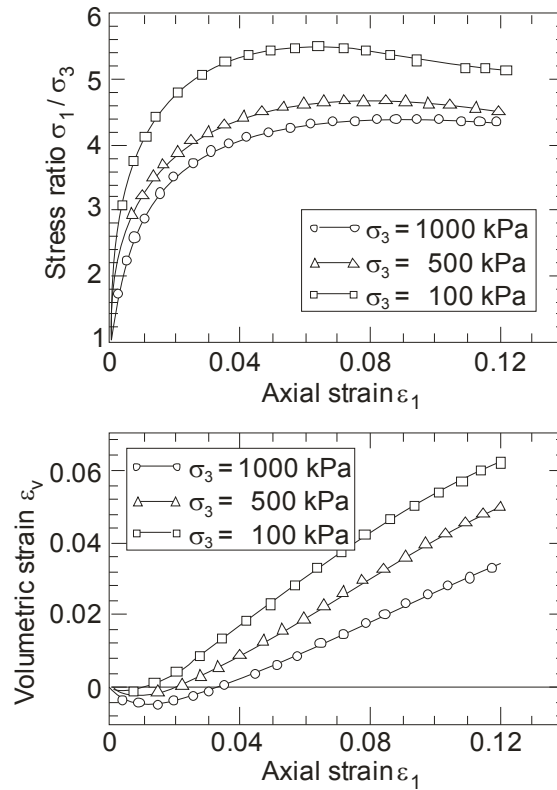 Stress ratio σ₁/σ₃
6
5
4
3
2
1
σ₃ = 1000 kPa
σ₃ = 500 kPa
σ₃ = 100 kPa
0 0.04 0.08 0.12
Axial strain ε₁
Volumetric strain εᵥ
0.06
0.04
0.02
0
σ₃ = 1000 kPa
σ₃ = 500 kPa
σ₃ = 100 kPa
0 0.04 0.08 0.12
Axial strain ε₁